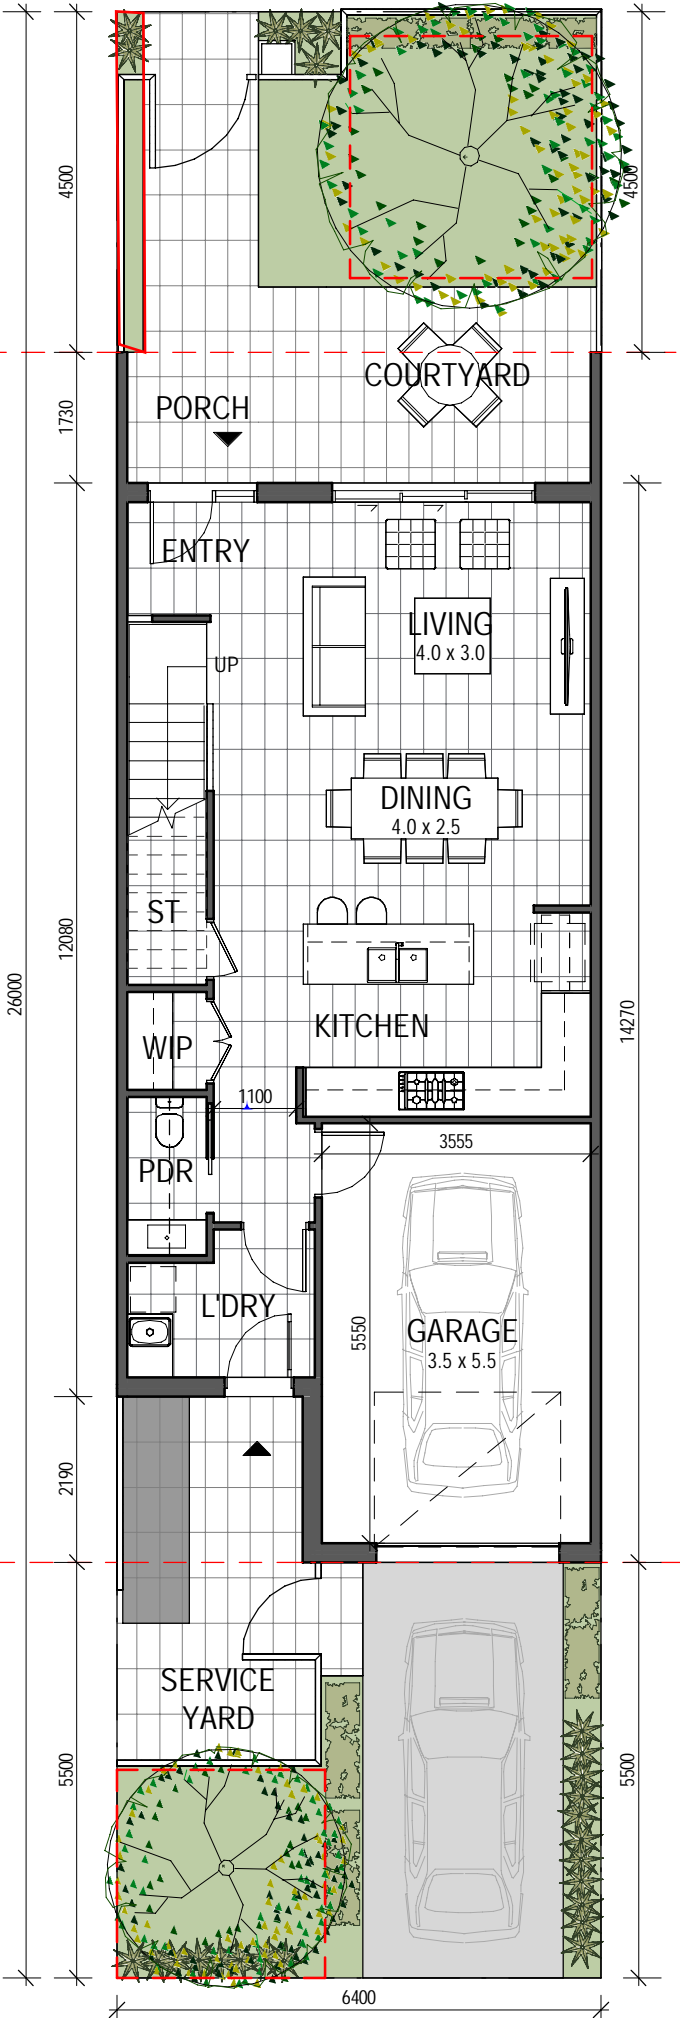 4500
4500
COURTYARD
PORCH
1730
ENTRY
LIVING
4.0 x 3.0
UP
DINING
4.0 x 2.5
ST
12080
26000
14270
KITCHEN
WIP
1100
3555
PDR
L'DRY
5550
GARAGE
3.5 x 5.5
2190
SERVICE
YARD
5500
5500
6400